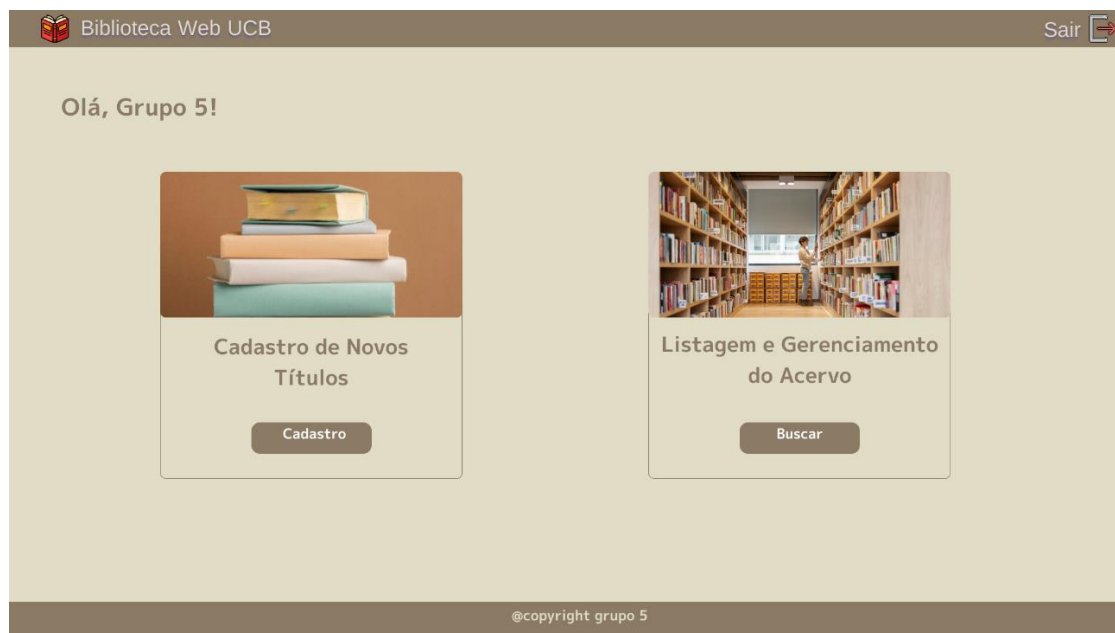 Biblioteca Web UCB
Sair
Olá, Grupo 5!
Cadastro de Novos
Títulos
Cadastro
Listagem e Gerenciamento
do Acervo
Buscar
@copyright grupo 5